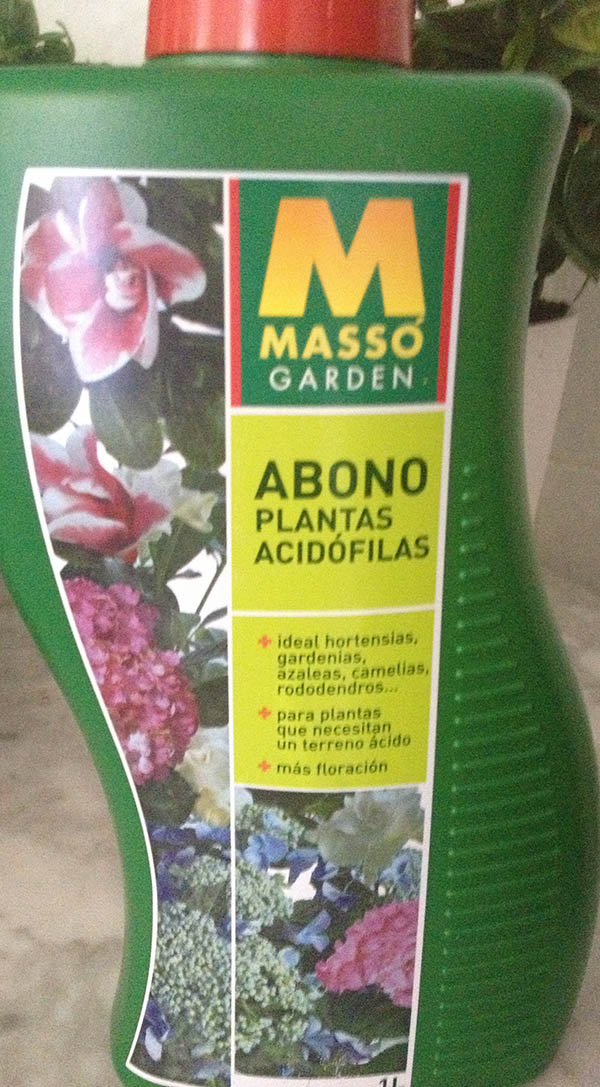 M
MASSÓ
GARDEN
ABONO
PLANTAS
ACIDÓFILAS
+ ideal hortensias,
gardenias,
azaleas, camelias,
rododendros...
+ para plantas
que necesitan
un terreno ácido
+ más floración
1L